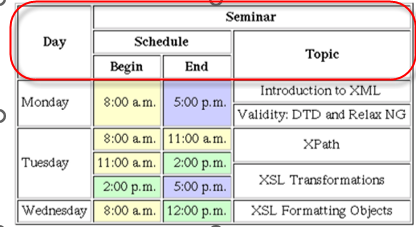 Seminar
Day
Schedule
Topic
Begin End
Monday 8:00 a.m. 5:00 p.m. Introduction to XML
Validity: DTD and Relax NG
Tuesday 8:00 a.m. 11:00 a.m. XPath
11:00 a.m. 2:00 p.m.
2:00 p.m. 5:00 p.m. XSL Transformations
Wednesday 8:00 a.m. 12:00 p.m. XSL Formatting Objects